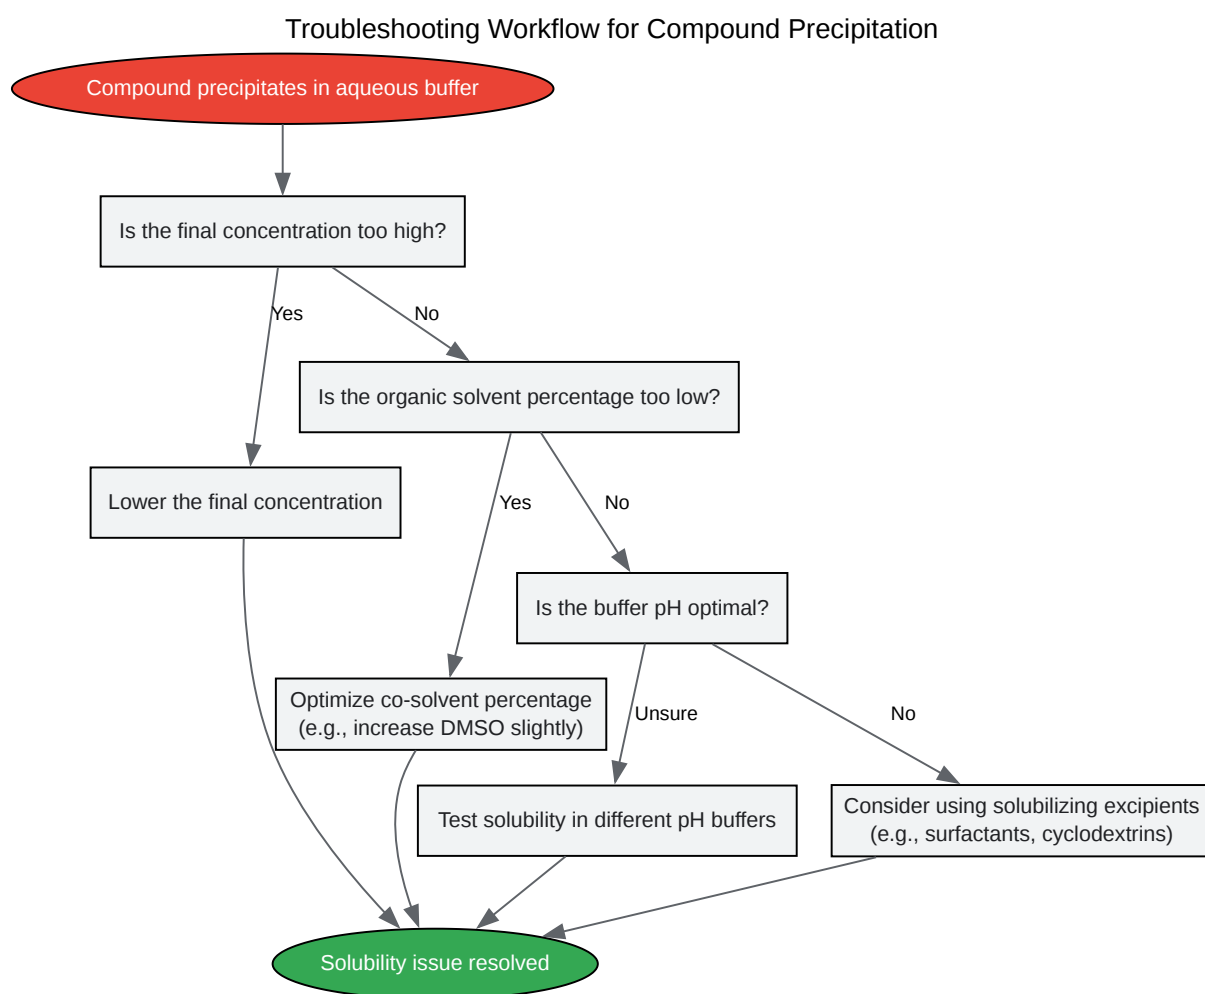 Troubleshooting Workflow for Compound Precipitation
Compound precipitates in aqueous buffer
Is the final concentration too high?
Yes
No
Is the organic solvent percentage too low?
Lower the final concentration
Yes
No
Is the buffer pH optimal?
Optimize co-solvent percentage
(e.g., increase DMSO slightly)
Unsure
No
Test solubility in different pH buffers
Consider using solubilizing excipients
(e.g., surfactants, cyclodextrins)
Solubility issue resolved